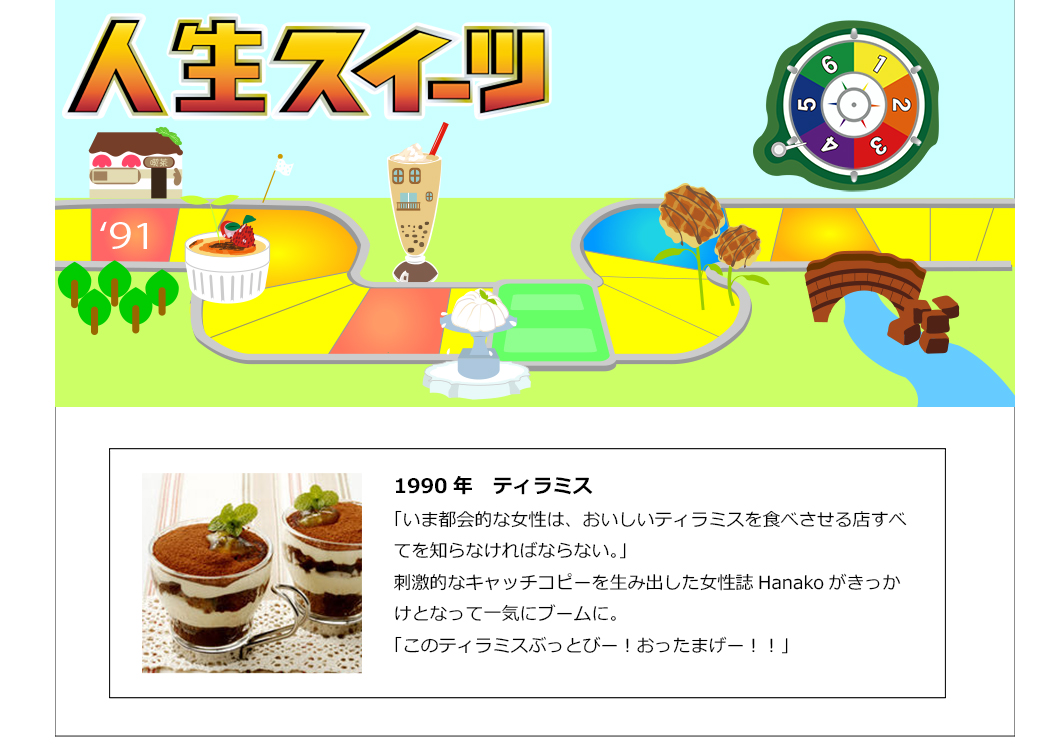 人生スイーツ
6 1
5 2
4 3
喫茶
‘91
1990 年　ティラミス
「いま都会的な女性は、おいしいティラミスを食べさせる店すべ
てを知らなければならない。」
刺激的なキャッチコピーを生み出した女性誌 Hanako がきっか
けとなって一気にブームに。
「このティラミスぶっとびー！おったまげー！！」